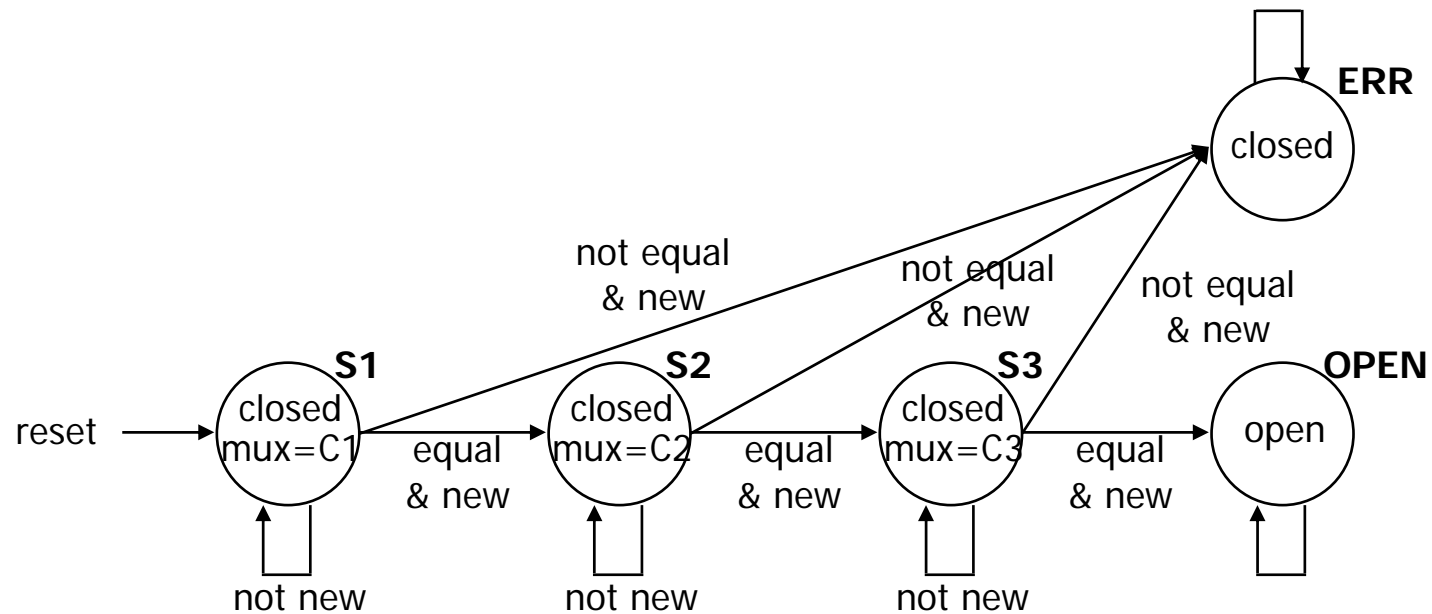 ERR
closed
not equal
& new
not equal
& new
not equal
& new
S1
S2
S3
OPEN
reset
closed
mux=C1
equal
& new
closed
mux=C2
equal
& new
closed
mux=C3
equal
& new
open
not new
not new
not new